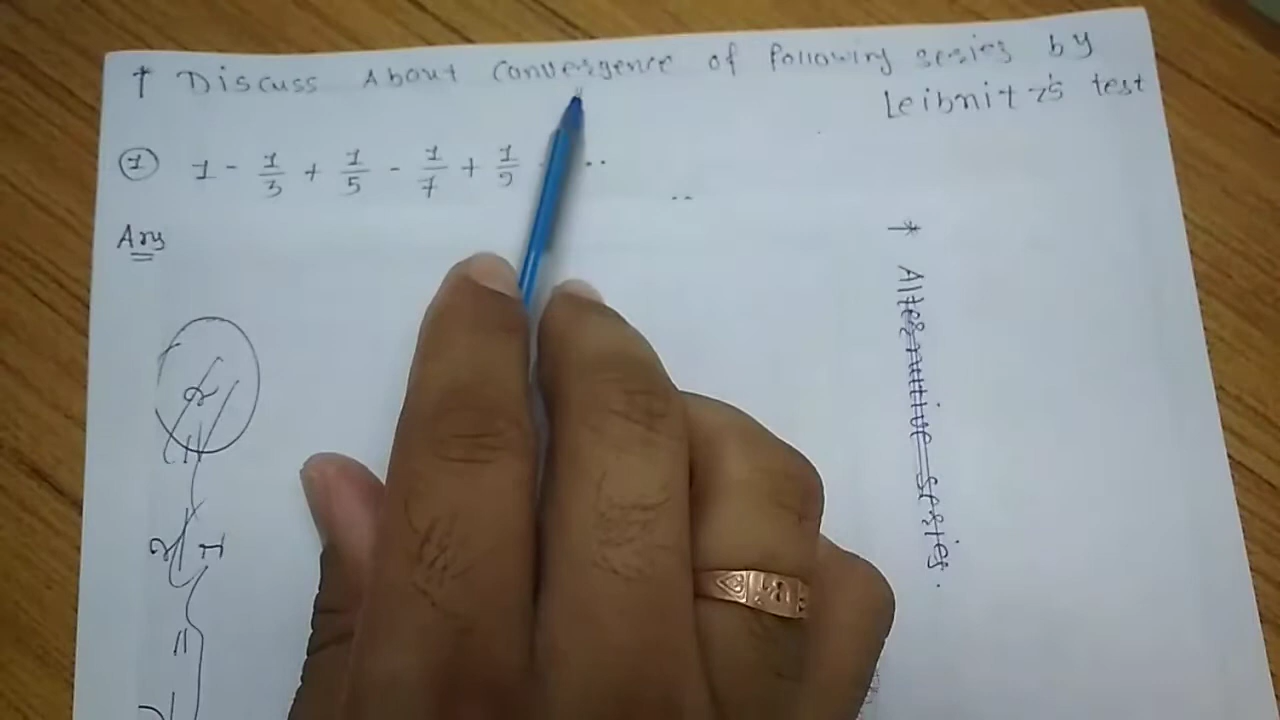 † Discuss About Convergence of Following series by
Leibnitz's test
① 1 - 1/3 + 1/5 - 1/7 + 1/9 ...
..
Ans
* Alternative series.